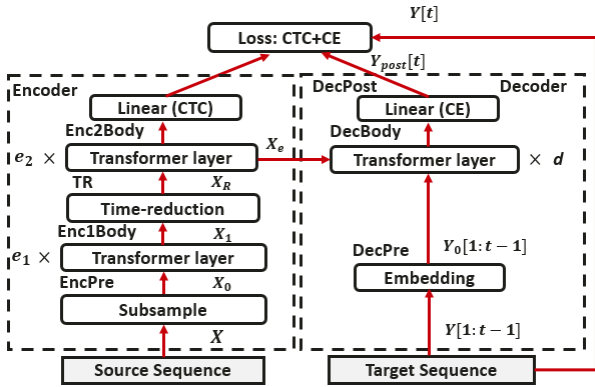 Y[t]
Loss: CTC+CE
Y_post[t]
Encoder
DecPost
Decoder
Linear (CTC)
Linear (CE)
Enc2Body
X_e
DecBody
e_2 ×
Transformer layer
Transformer layer
× d
TR
X_R
Time-reduction
Enc1Body
X_1
e_1 ×
Transformer layer
DecPre
Y_0[1:t−1]
EncPre
X_0
Embedding
Subsample
X
Y[1:t−1]
Source Sequence
Target Sequence